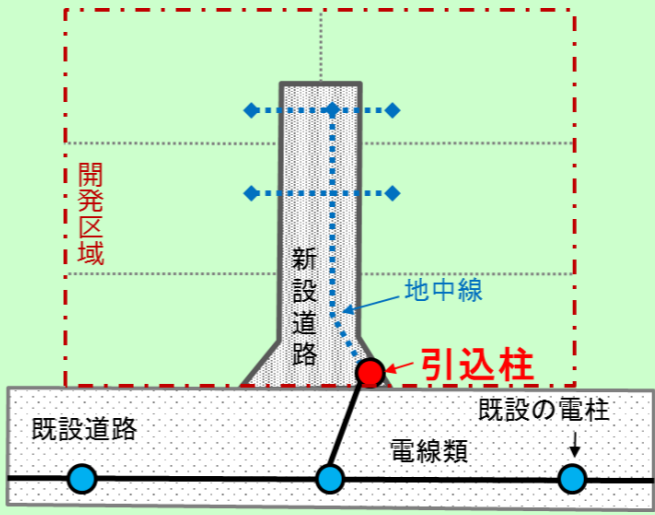 開発区域
新設道路
地中線
引込柱
既設道路
既設の電柱
電線類